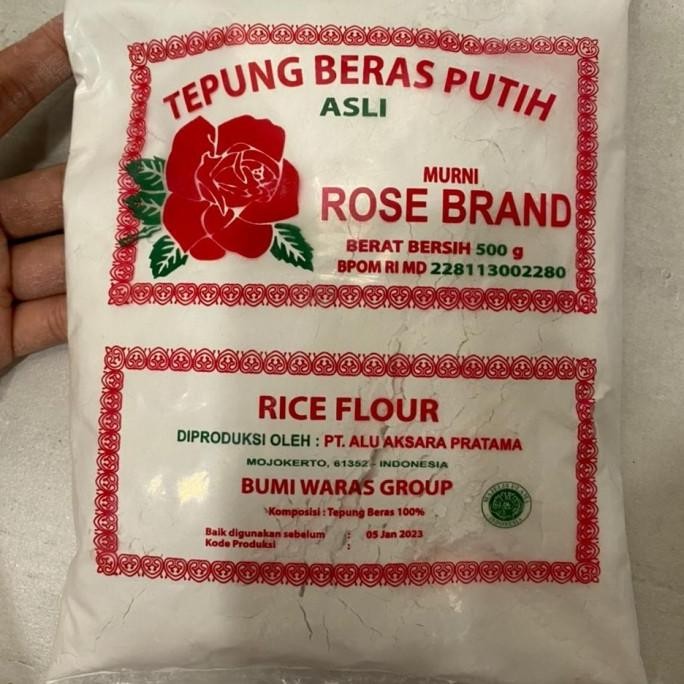 TEPUNG BERAS PUTIH
ASLI
MURNI
ROSE BRAND
BERAT BERSIH 500 g
BPOM RI MD 228113002280
RICE FLOUR
DIPRODUKSI OLEH : PT. ALU AKSARA PRATAMA
MOJOKERTO, 61352 - INDONESIA
BUMI WARAS GROUP
Komposisi : Tepung Beras 100%
Baik digunakan sebelum : 05 Jan 2023
Kode Produksi :